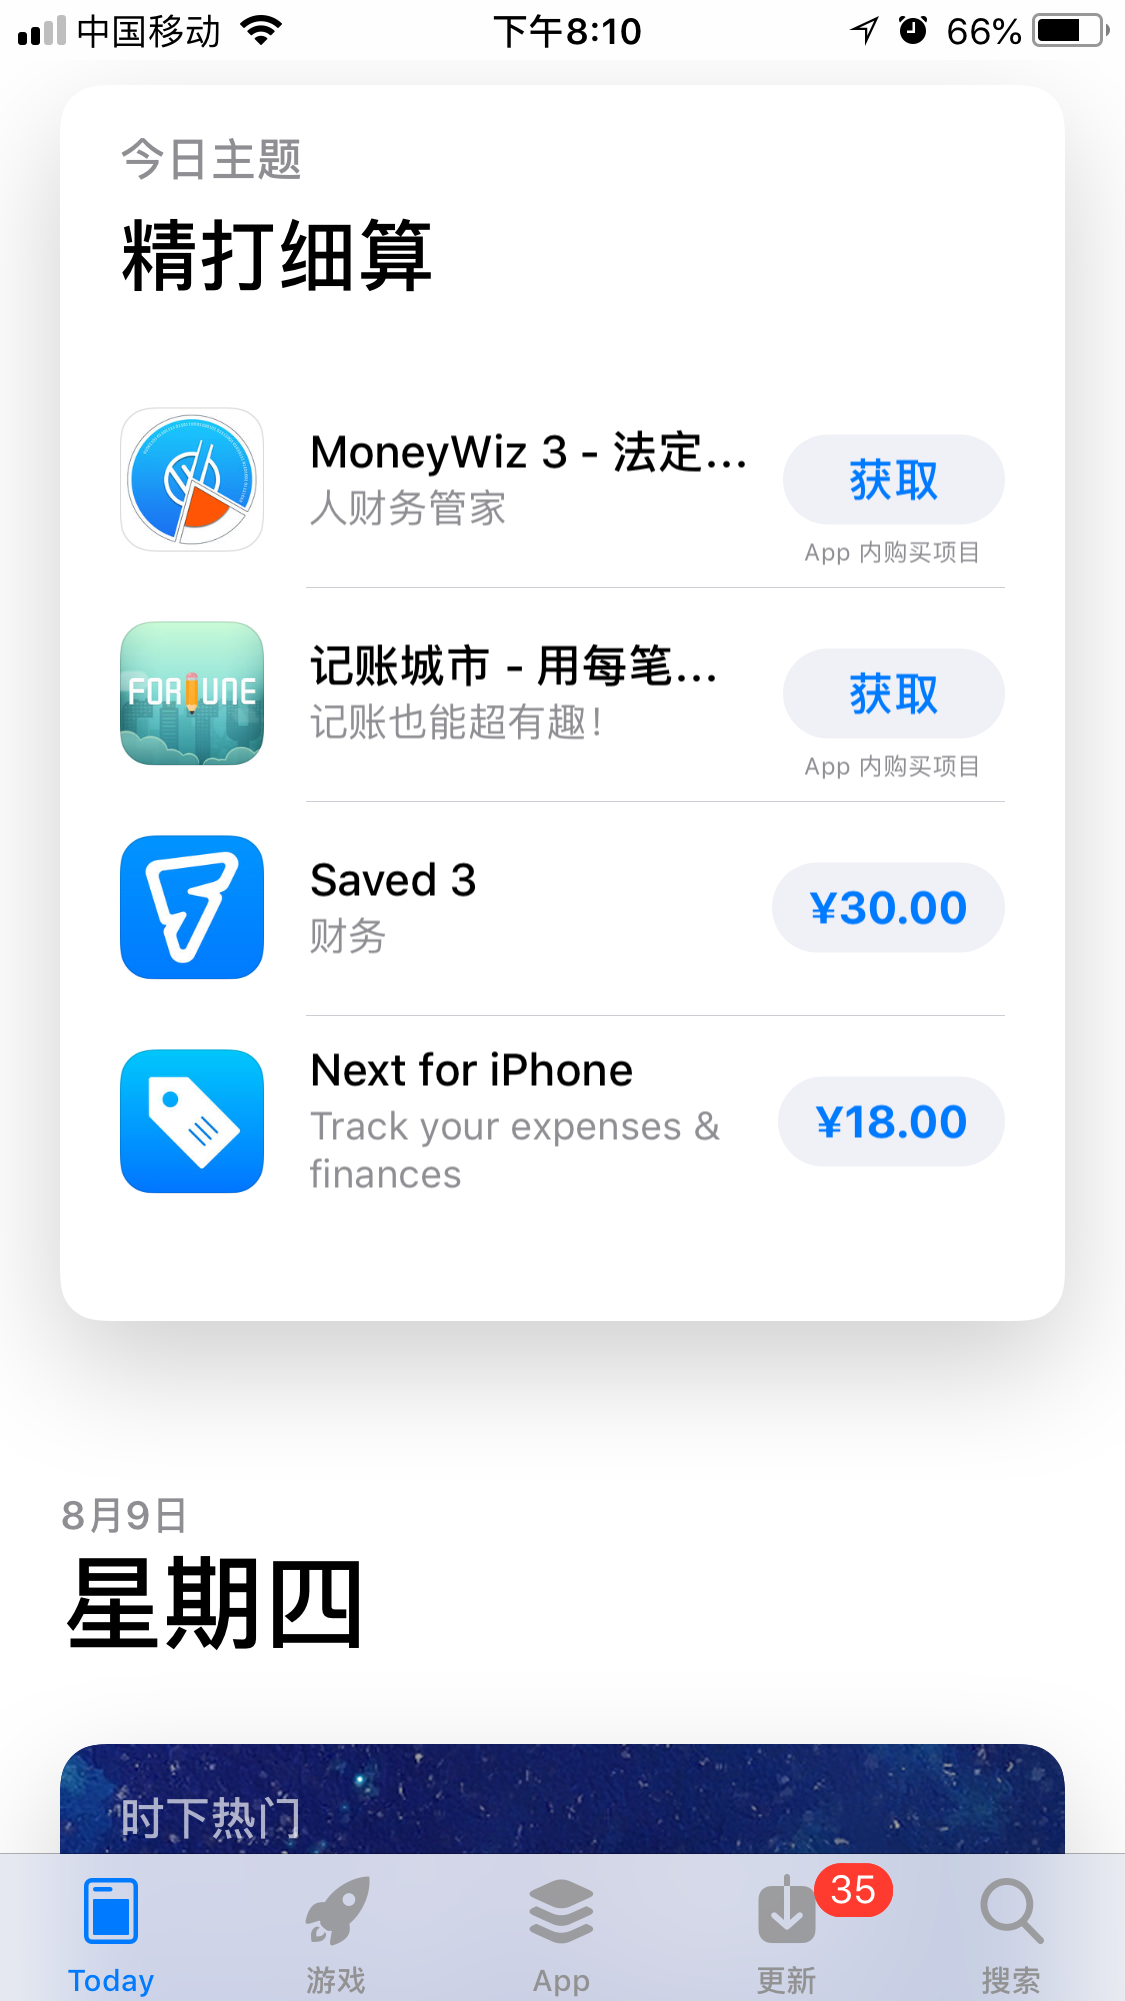 中国移动 下午8:10 66%
今日主题
精打细算
MoneyWiz 3 - 法定...
人财务管家
获取
App 内购买项目
FORTUNE
记账城市 - 用每笔...
记账也能超有趣！
获取
App 内购买项目
Saved 3
财务
¥30.00
Next for iPhone
Track your expenses &
finances
¥18.00
8月9日
星期四
时下热门
35
Today 游戏 App 更新 搜索